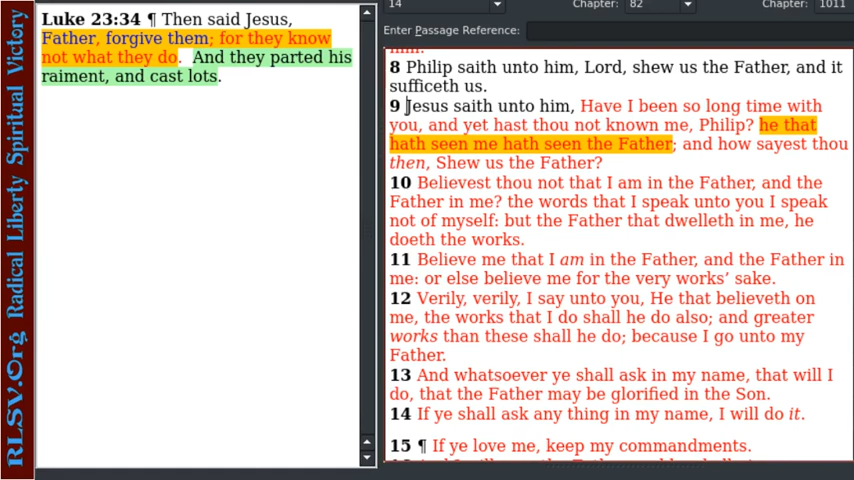 RLSV.Org Radical Liberty Spiritual Victory
Luke 23:34 ¶ Then said Jesus,
Father, forgive them; for they know
not what they do. And they parted his
raiment, and cast lots.
14 Chapter: 82 Chapter: 1011
Enter Passage Reference:
him.
8 Philip saith unto him, Lord, shew us the Father, and it
sufficeth us.
9 Jesus saith unto him, Have I been so long time with
you, and yet hast thou not known me, Philip? he that
hath seen me hath seen the Father; and how sayest thou
then, Shew us the Father?
10 Believest thou not that I am in the Father, and the
Father in me? the words that I speak unto you I speak
not of myself: but the Father that dwelleth in me, he
doeth the works.
11 Believe me that I am in the Father, and the Father in
me: or else believe me for the very works’ sake.
12 Verily, verily, I say unto you, He that believeth on
me, the works that I do shall he do also; and greater
works than these shall he do; because I go unto my
Father.
13 And whatsoever ye shall ask in my name, that will I
do, that the Father may be glorified in the Son.
14 If ye shall ask any thing in my name, I will do it.
15 ¶ If ye love me, keep my commandments.